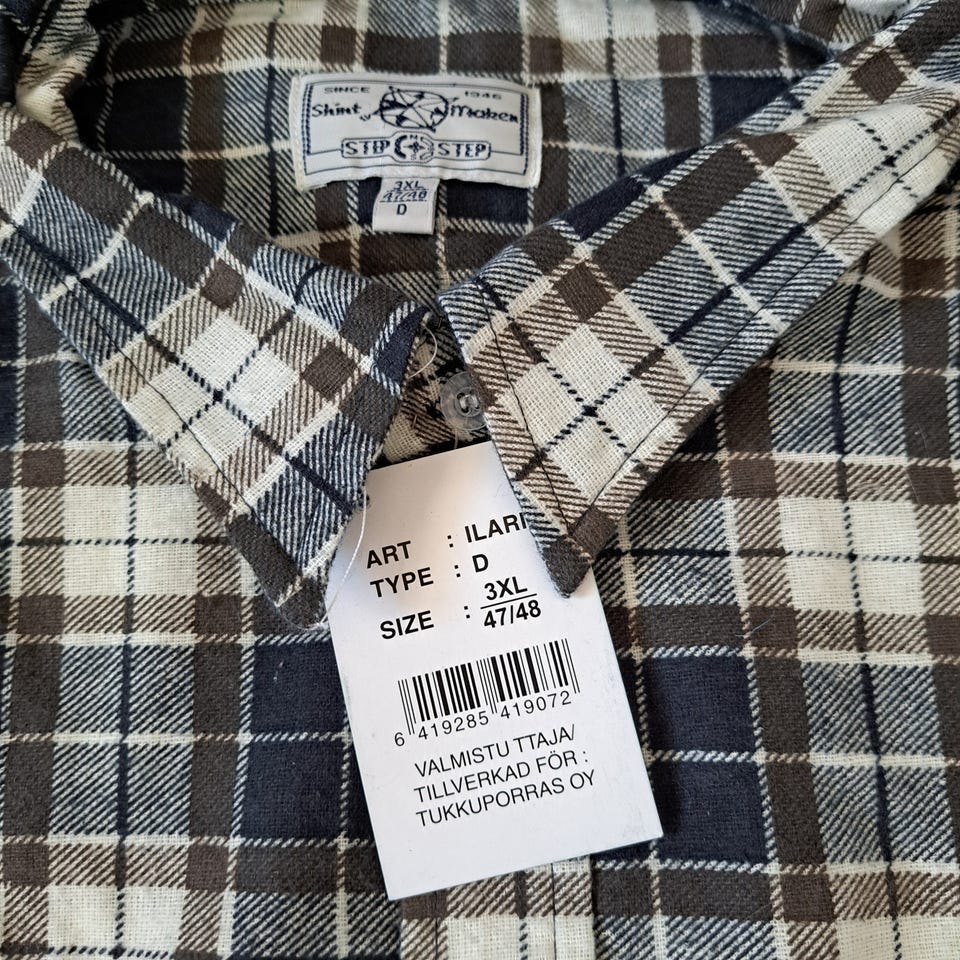 SINCE 1946
Shirt Maker
STEP STEP
3XL
47/48
D
ART : ILARI
TYPE : D
SIZE : 3XL
47/48
6 419285 419072
VALMISTU TTAJA/
TILLVERKAD FÖR :
TUKKUPORRAS OY